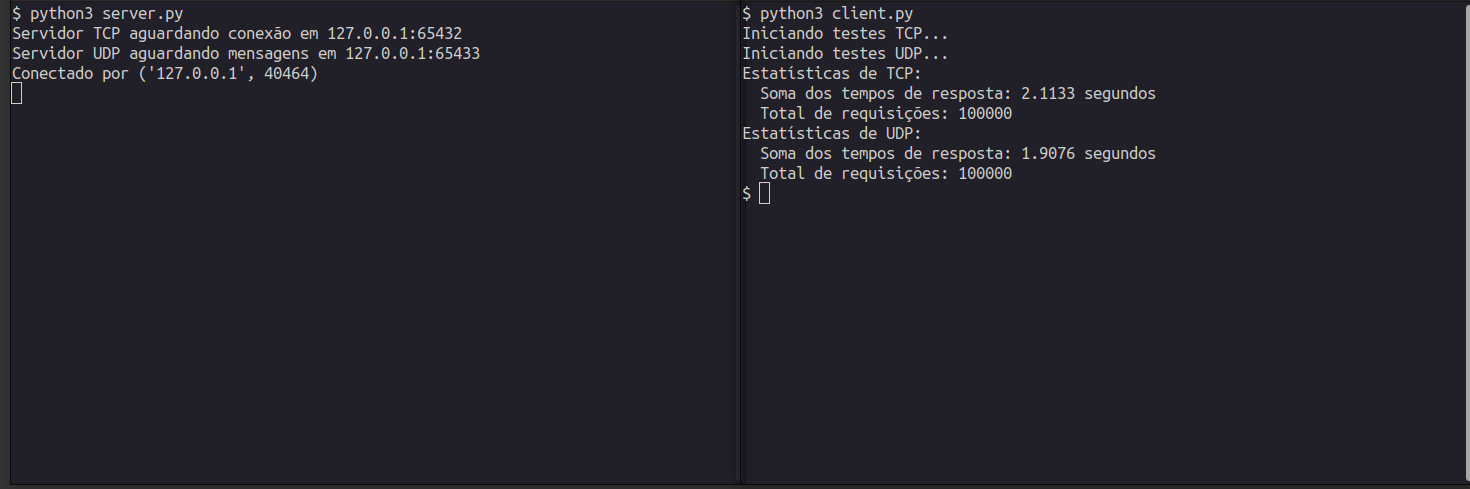 $ python3 server.py
Servidor TCP aguardando conexão em 127.0.0.1:65432
Servidor UDP aguardando mensagens em 127.0.0.1:65433
Conectado por ('127.0.0.1', 40464)
$ python3 client.py
Iniciando testes TCP...
Iniciando testes UDP...
Estatísticas de TCP:
  Soma dos tempos de resposta: 2.1133 segundos
  Total de requisições: 100000
Estatísticas de UDP:
  Soma dos tempos de resposta: 1.9076 segundos
  Total de requisições: 100000
$